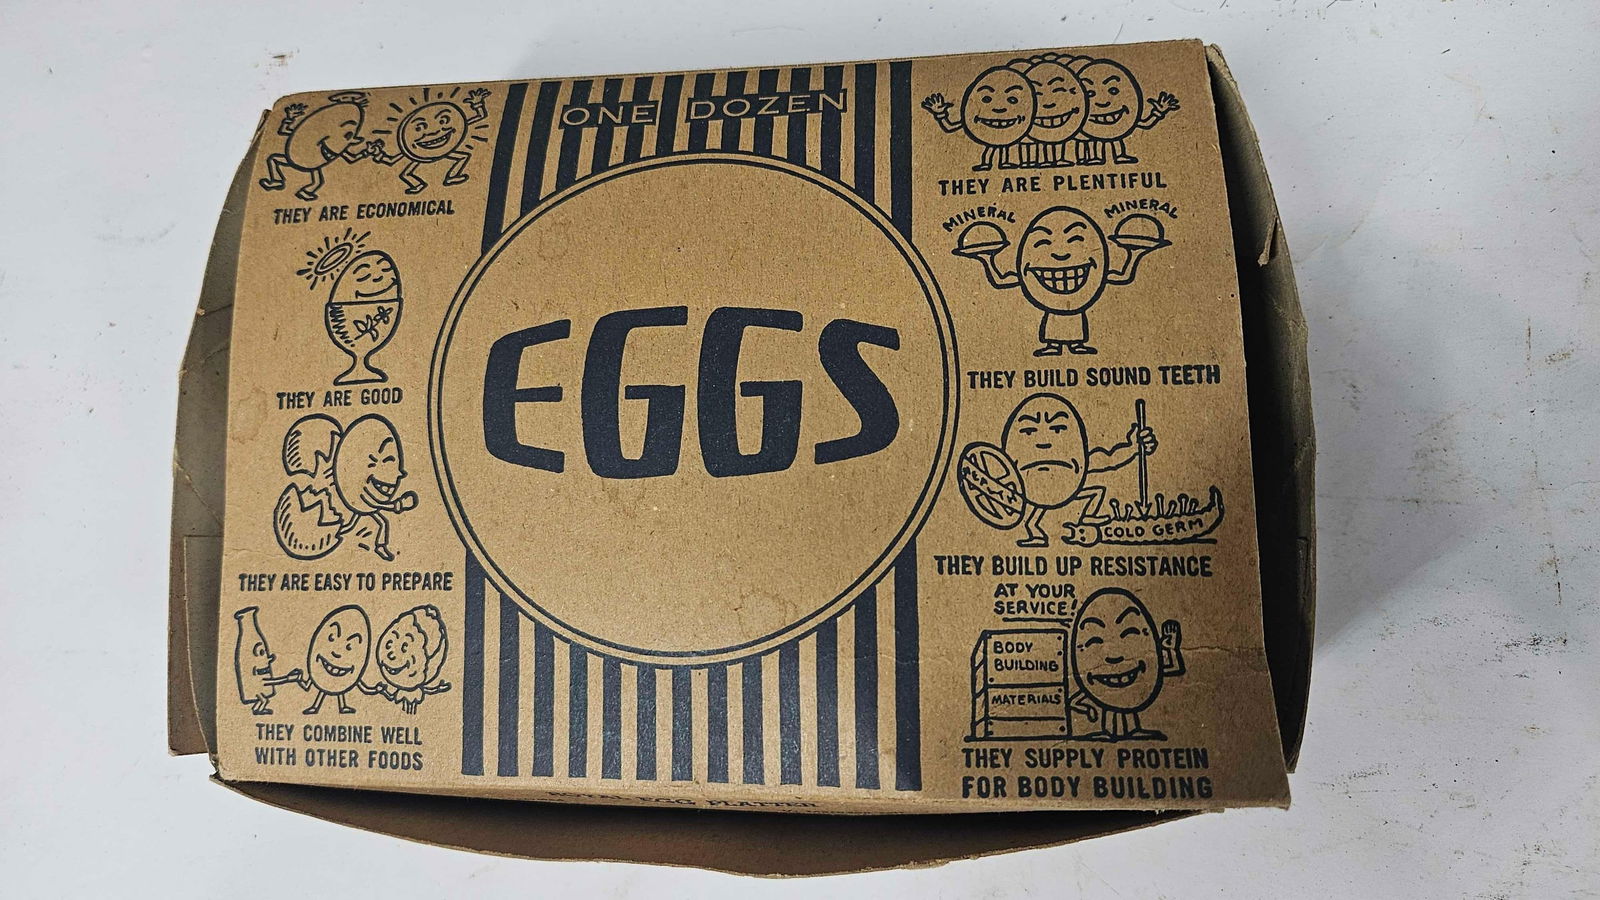 ONE DOZEN
EGGS
THEY ARE ECONOMICAL
THEY ARE GOOD
THEY ARE EASY TO PREPARE
THEY COMBINE WELL
WITH OTHER FOODS
THEY ARE PLENTIFUL
MINERAL
MINERAL
THEY BUILD SOUND TEETH
COLD GERM
THEY BUILD UP RESISTANCE
AT YOUR
SERVICE!
BODY
BUILDING
MATERIALS
THEY SUPPLY PROTEIN
FOR BODY BUILDING
EGG PLATTER